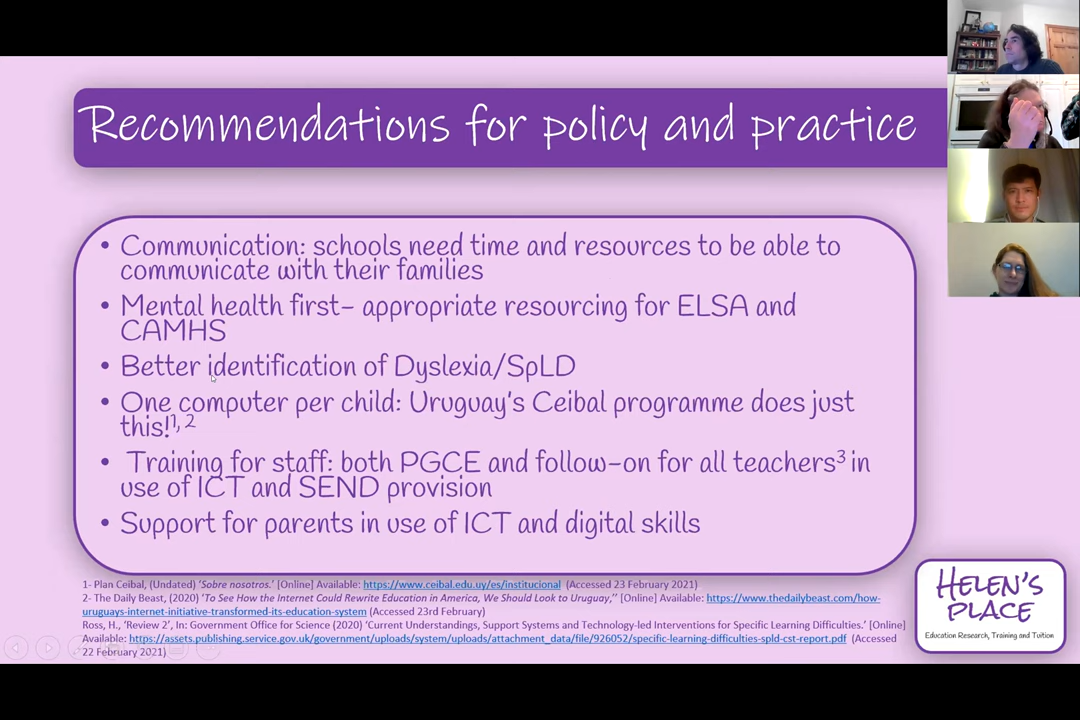 Recommendations for policy and practice
• Communication: schools need time and resources to be able to
communicate with their families
• Mental health first- appropriate resourcing for ELSA and
CAMHS
• Better identification of Dyslexia/SpLD
• One computer per child: Uruguay's Ceibal programme does just
this!1, 2
• Training for staff: both PGCE and follow-on for all teachers3 in
use of ICT and SEND provision
• Support for parents in use of ICT and digital skills
1- Plan Ceibal, (Undated) 'Sobre nosotros.' [Online] Available: https://www.ceibal.edu.uy/es/institucional (Accessed 23 February 2021)
2- The Daily Beast, (2020) 'To See How the Internet Could Rewrite Education in America, We Should Look to Uruguay,'' [Online] Available: https://www.thedailybeast.com/how-
uruguays-internet-initiative-transformed-its-education-system (Accessed 23rd February)
Ross, H., 'Review 2', In: Government Office for Science (2020) 'Current Understandings, Support Systems and Technology-led Interventions for Specific Learning Difficulties.' [Online]
Available: https://assets.publishing.service.gov.uk/government/uploads/system/uploads/attachment_data/file/926052/specific-learning-difficulties-spld-cst-report.pdf (Accessed
22 February 2021)
HELEN'S
PLACE
Education Research, Training and Tuition